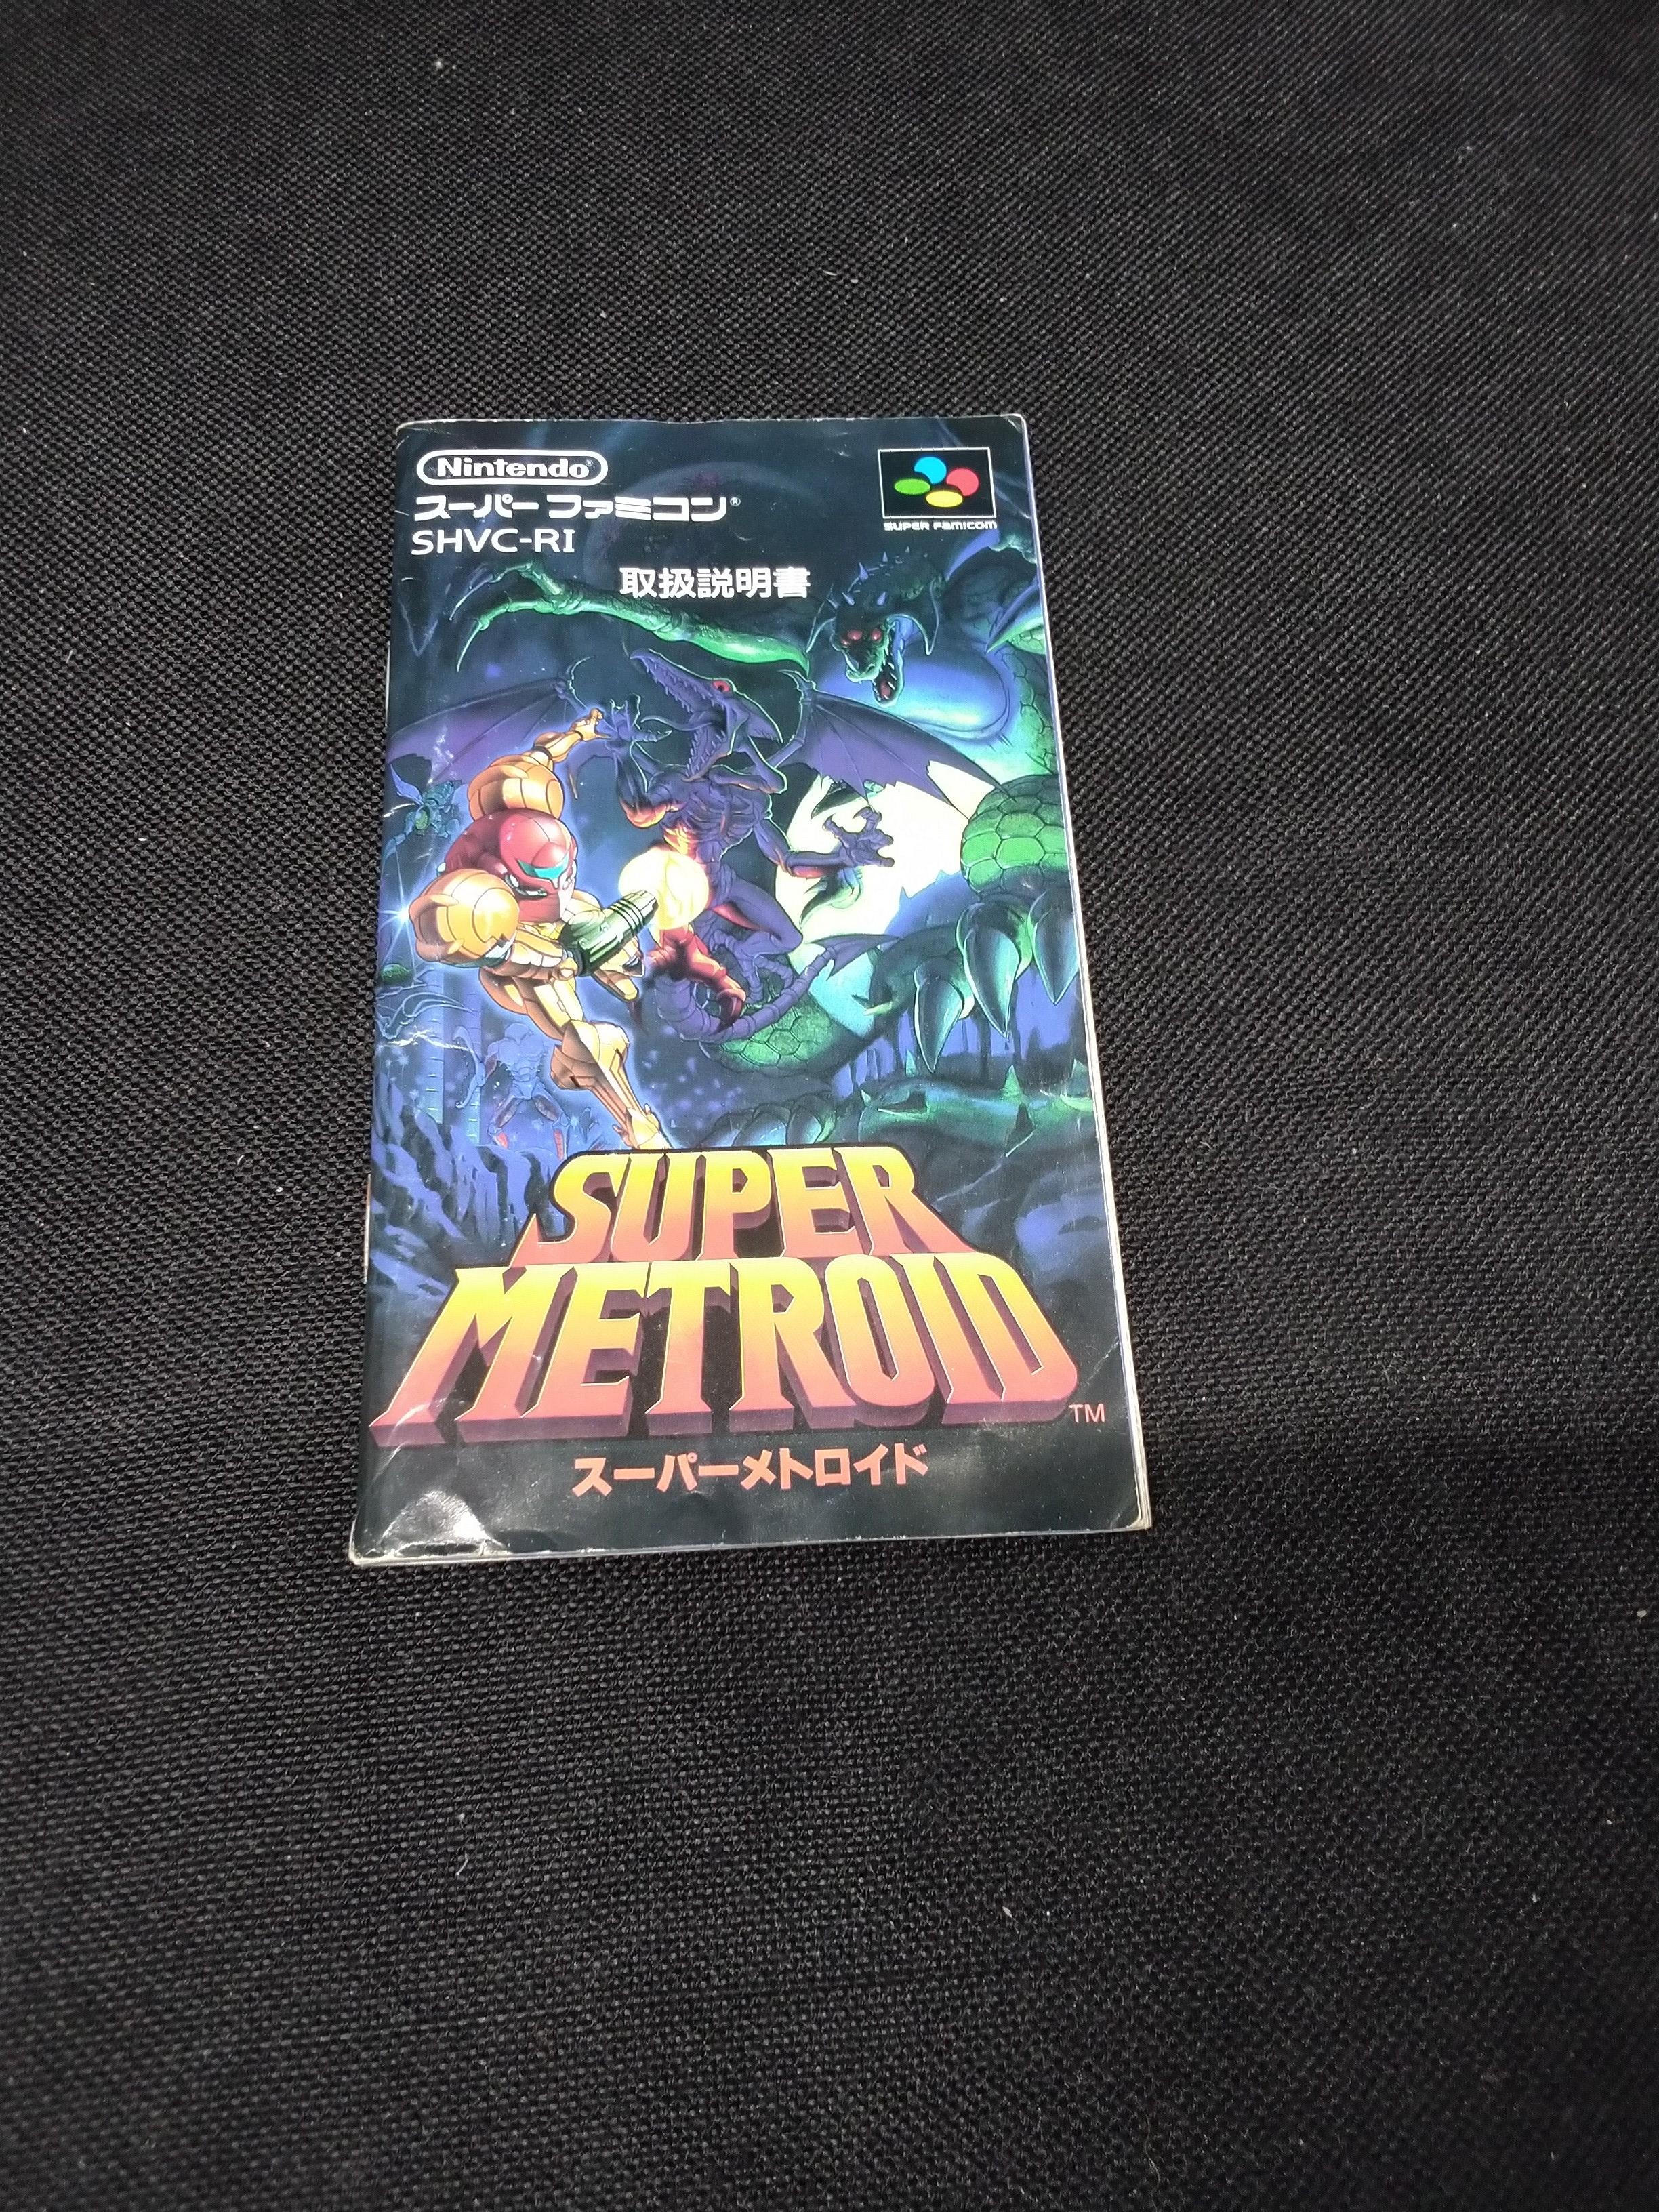 Nintendo®
スーパーファミコン®
SHVC-RI
SUPER FAMICOM
取扱説明書
SUPER
METROID
TM
スーパーメトロイド